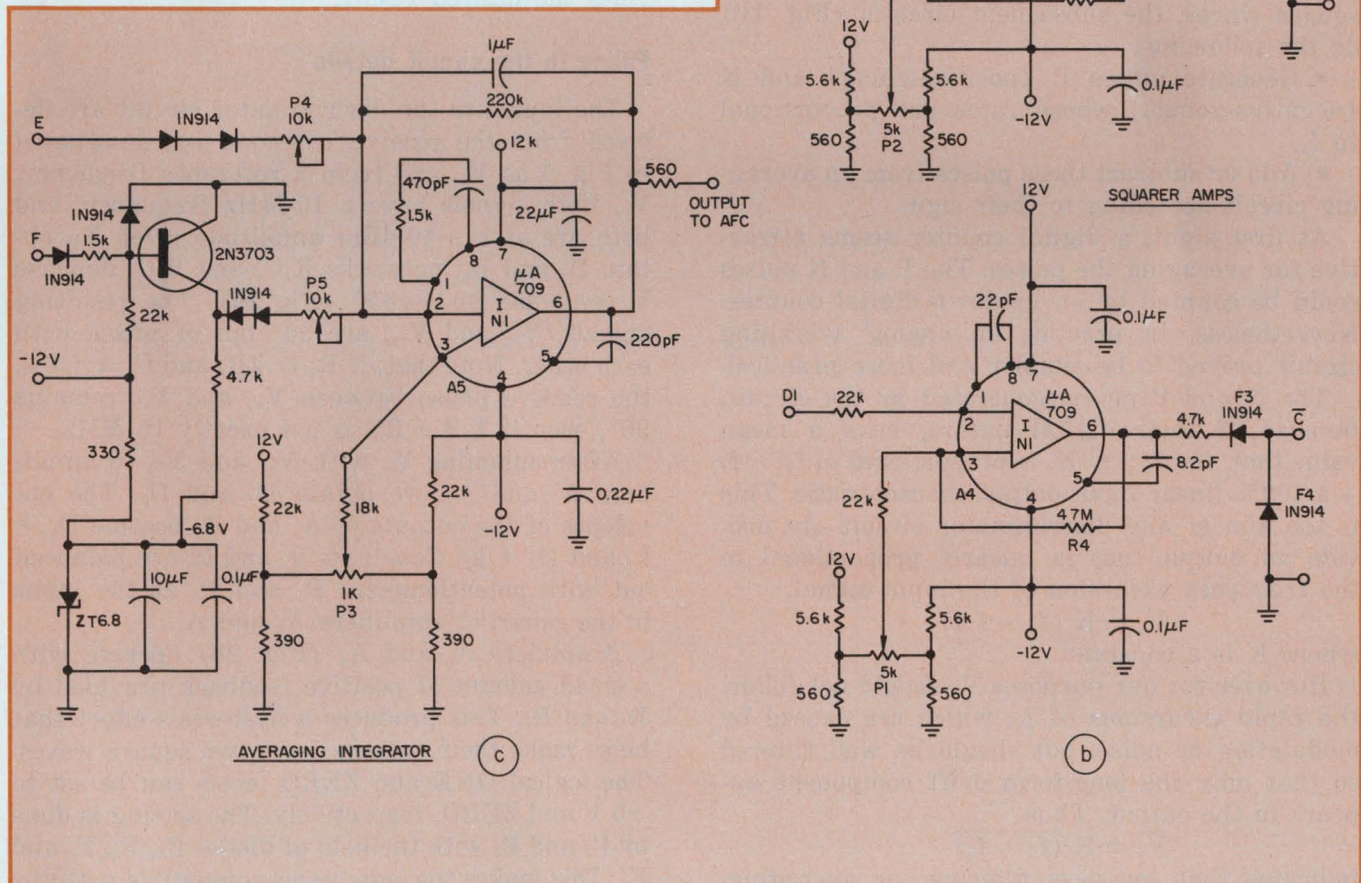 1μF
220k
E
1N914
P4
10k
12k
470pF
1.5k
22μF
560
OUTPUT
TO AFC
1N914
F
1.5k
1N914
2N3703
1N914
P5
10k
8
7
1
2
3
μA
709
I
N1
6
5
4
A5
220pF
22k
-12V
4.7k
330
-6.8V
10μF
0.1μF
ZT6.8
12V
22k
18k
22k
0.22μF
-12V
1K
P3
390
390
AVERAGING INTEGRATOR
c
12V
5.6k
5.6k
5k
P2
560
560
-12V
0.1μF
SQUARER AMPS
12V
22pF
0.1μF
8
7
D1
22k
1
2
3
μA
709
I
N1
6
5
4
A4
4.7k
F3
1N914
C̅
8.2pF
F4
1N914
22k
4.7M
R4
12V
5.6k
5.6k
5k
P1
560
560
-12V
0.1μF
b